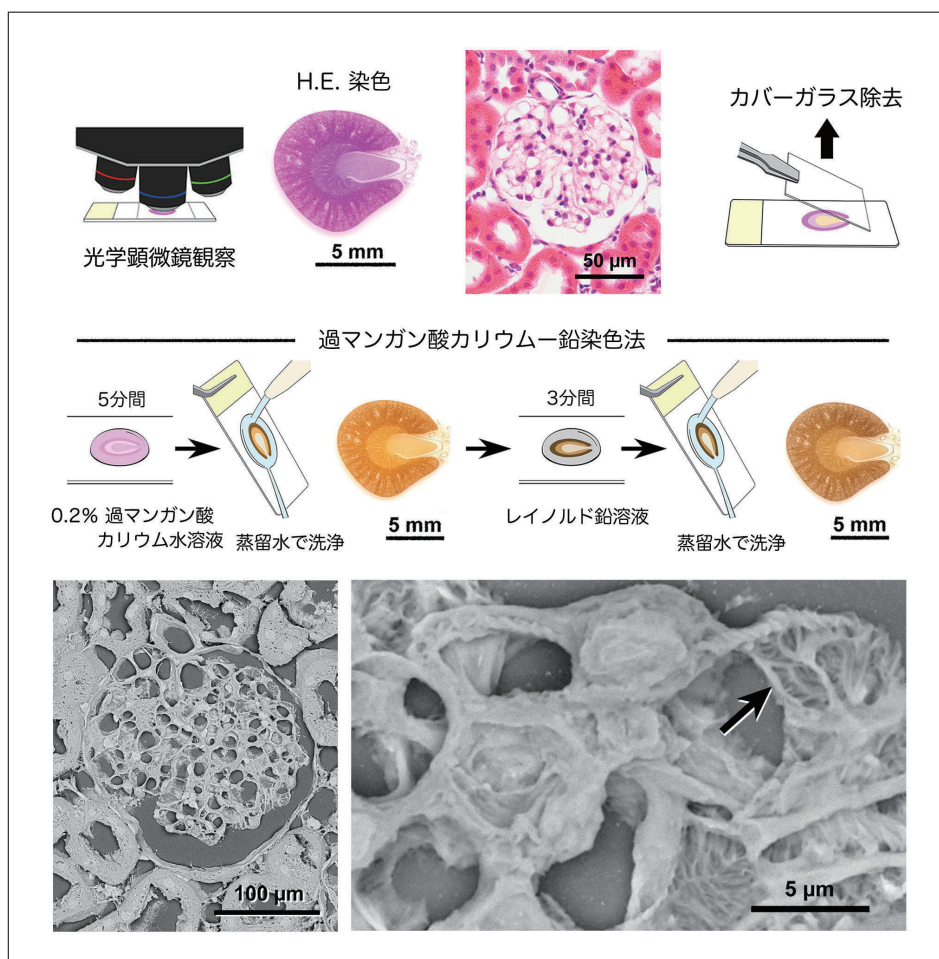 H.E. 染色
カバーガラス除去
光学顕微鏡観察
5 mm
50 µm
過マンガン酸カリウムー鉛染色法
5分間
3分間
0.2% 過マンガン酸
カリウム水溶液
蒸留水で洗浄
5 mm
レイノルド鉛溶液
蒸留水で洗浄
5 mm
100 µm
5 µm